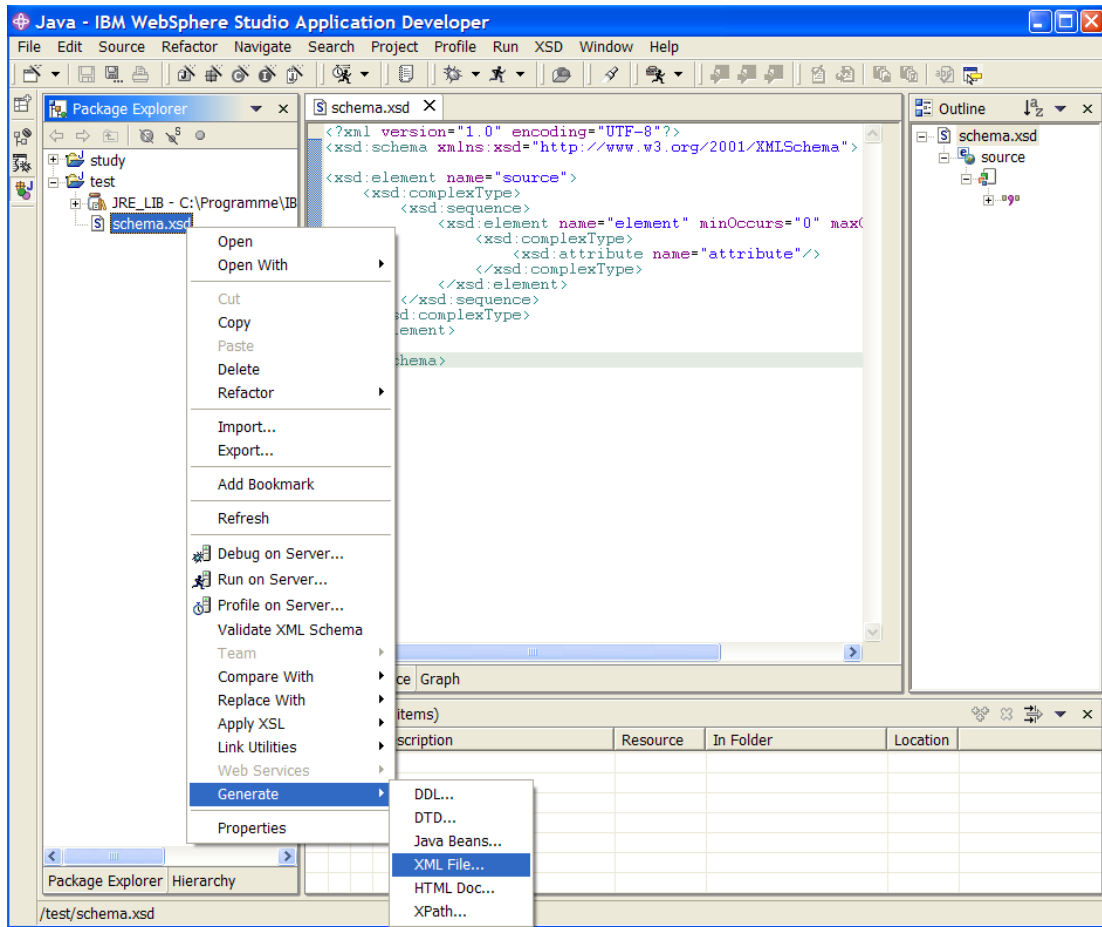 Java - IBM WebSphere Studio Application Developer
File Edit Source Refactor Navigate Search Project Profile Run XSD Window Help
Package Explorer
study
test
JRE_LIB - C:\Programme\IB
schema.xsd
schema.xsd
<?xml version="1.0" encoding="UTF-8"?>
<xsd:schema xmlns:xsd="http://www.w3.org/2001/XMLSchema">
<xsd:element name="source">
<xsd:complexType>
<xsd:sequence>
<xsd:element name="element" minOccurs="0" max
<xsd:complexType>
<xsd:attribute name="attribute"/>
</xsd:complexType>
</xsd:element>
</xsd:sequence>
d:complexType>
ement>
hema>
Outline
schema.xsd
source
Open
Open With
Cut
Copy
Paste
Delete
Refactor
Import...
Export...
Add Bookmark
Refresh
Debug on Server...
Run on Server...
Profile on Server...
Validate XML Schema
Team
Compare With
Replace With
Apply XSL
Link Utilities
Web Services
Generate
Properties
DDL...
DTD...
Java Beans...
XML File...
HTML Doc...
XPath...
ce Graph
items)
scription Resource In Folder Location
Package Explorer Hierarchy
/test/schema.xsd